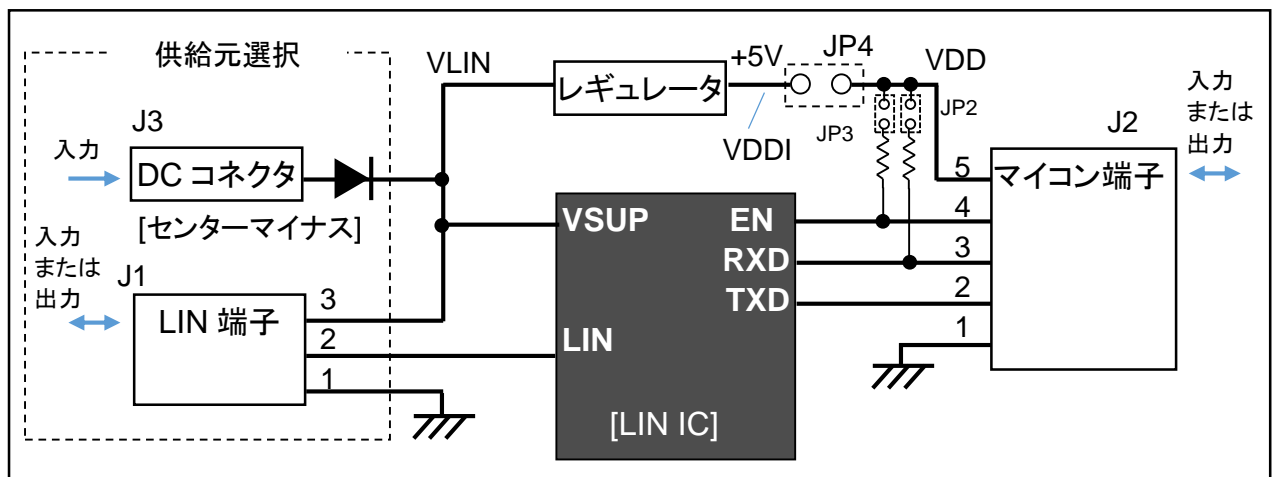 供給元選択
VLIN
レギュレータ
+5V
JP4
VDD
入力
または
出力
J3
入力
DC コネクタ
[センターマイナス]
VDDI
JP3
JP2
J2
5
マイコン端子
4
3
2
1
VSUP
EN
RXD
TXD
LIN
[LIN IC]
入力
または
出力
J1
LIN 端子
3
2
1